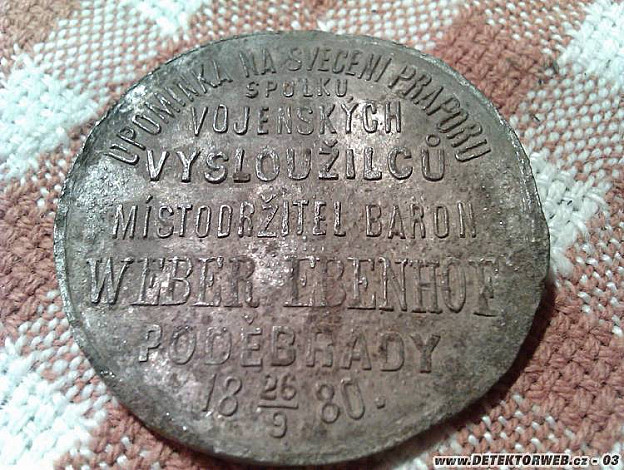 UPOMÍNKA NA SVĚCENÍ PRAPORU
SPOLKU
VOJENSKÝCH
VYSLOUŽILCŮ
MÍSTODRŽITEL BARON
WEBER EBENHOF
PODĚBRADY
18 26/9 80.
www.DETEKTORWEB.cz - 03